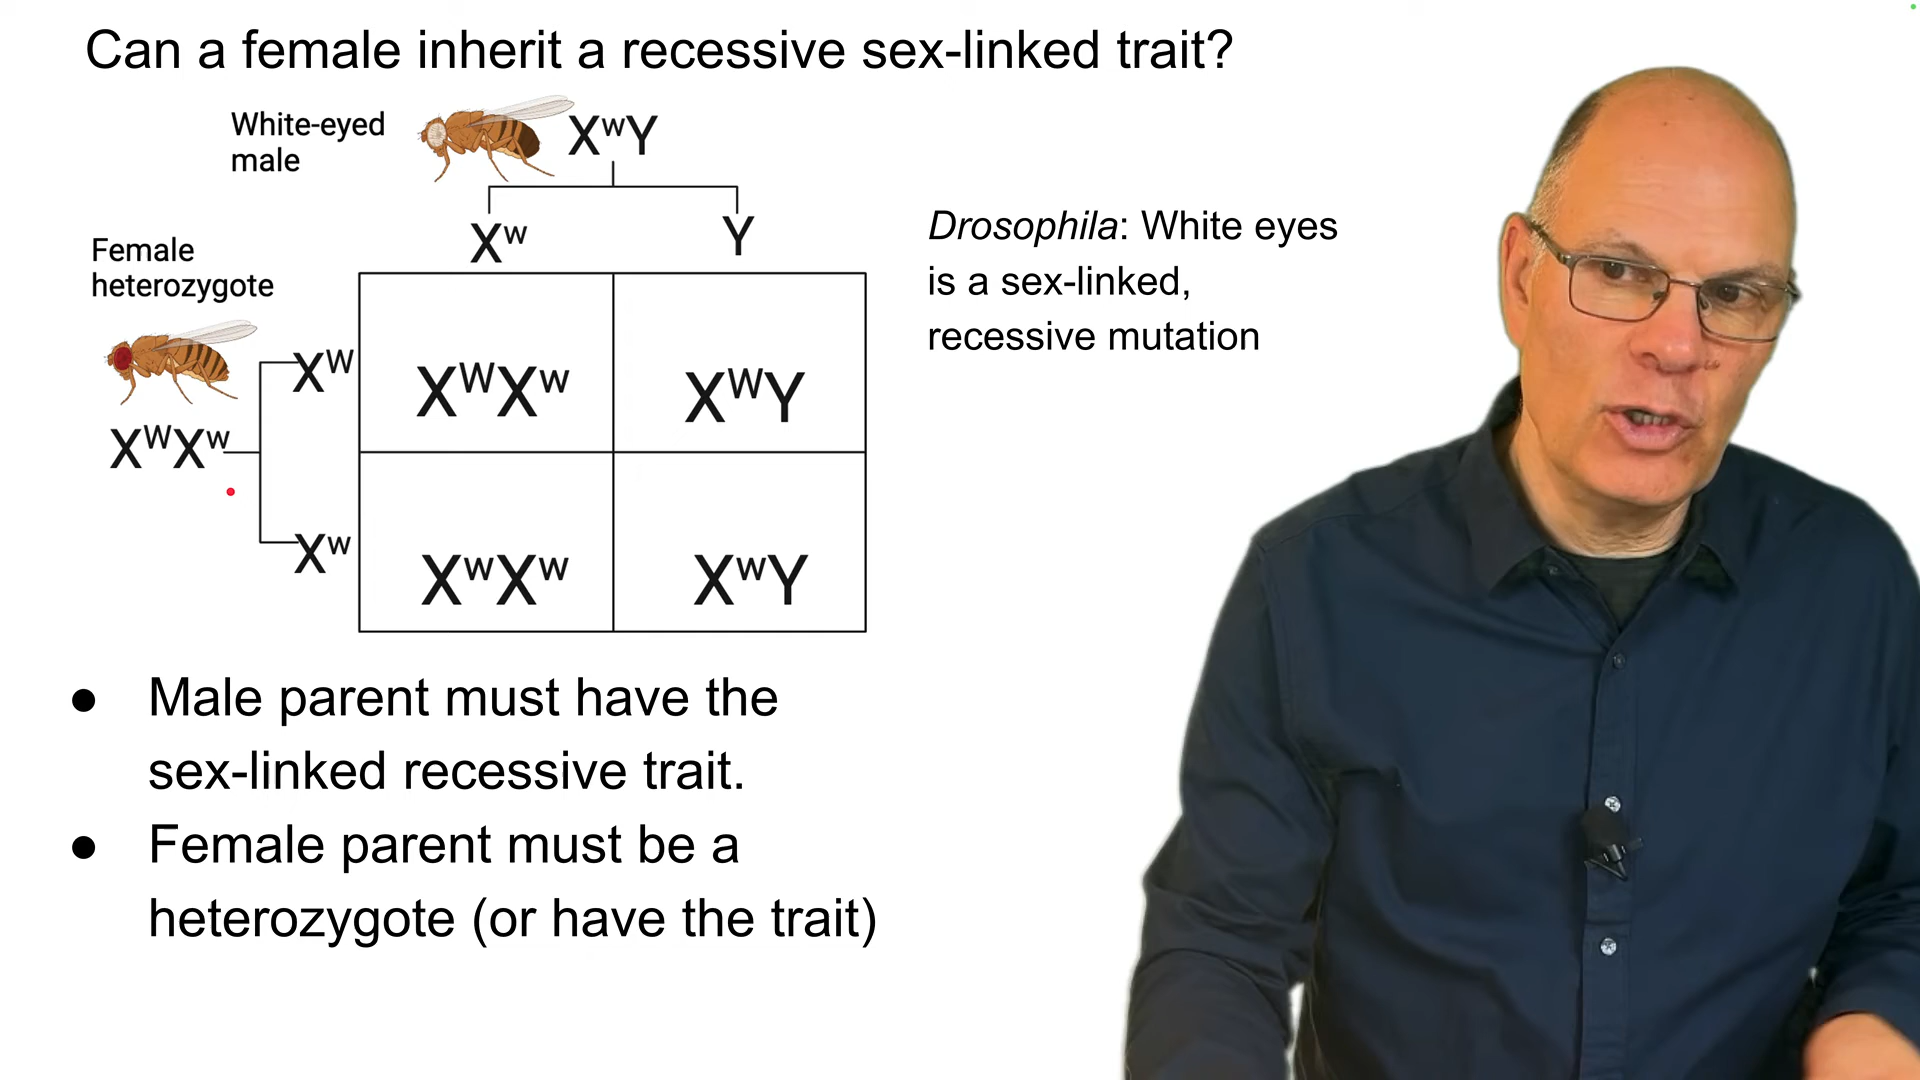 Can a female inherit a recessive sex-linked trait?
White-eyed
male
XʷY
Xʷ
Y
Female
heterozygote
Xᵂ
XᵂXʷ
Xʷ
XᵂXʷ
XᵂY
XʷXʷ
XʷY
Drosophila: White eyes
is a sex-linked,
recessive mutation
● Male parent must have the
sex-linked recessive trait.
● Female parent must be a
heterozygote (or have the trait)